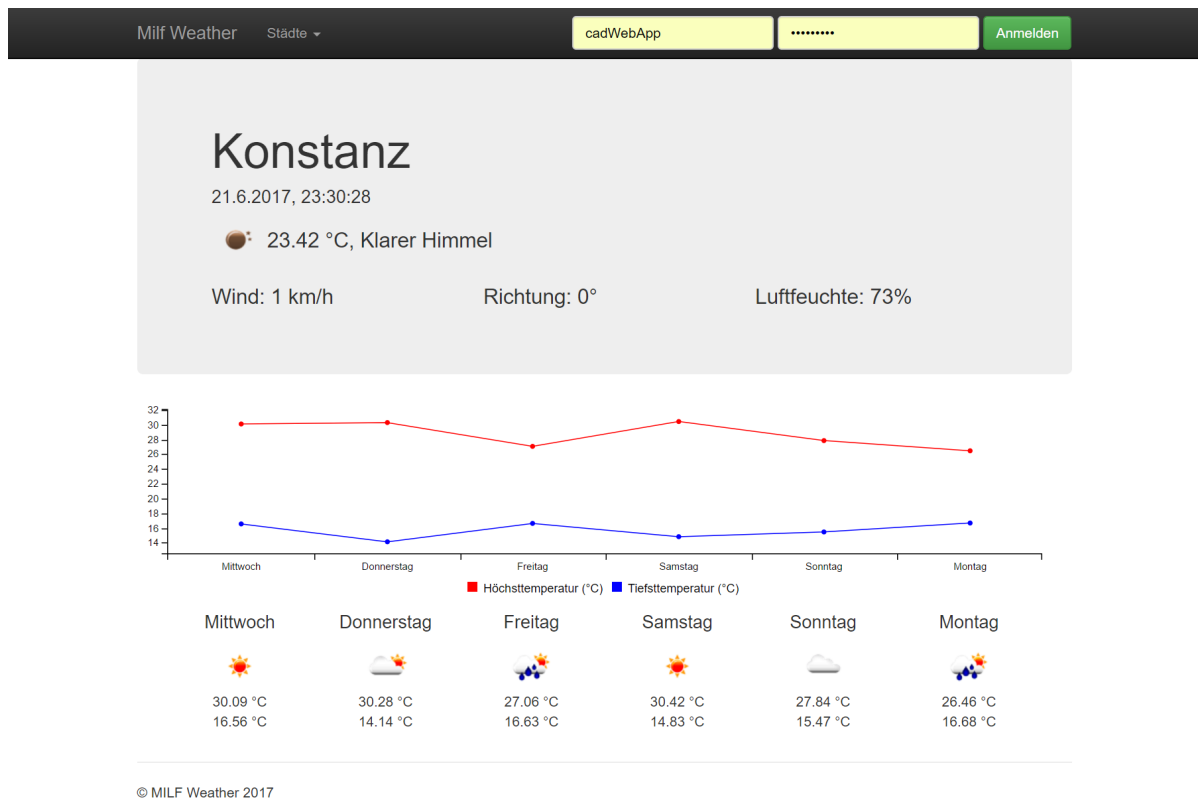 Milf Weather Städte cadWebApp ••••••••• Anmelden
Konstanz
21.6.2017, 23:30:28
23.42 °C, Klarer Himmel
Wind: 1 km/h Richtung: 0° Luftfeuchte: 73%
32
30
28
26
24
22
20
18
16
14
Mittwoch Donnerstag Freitag Samstag Sonntag Montag
Höchsttemperatur (°C) Tiefsttemperatur (°C)
Mittwoch Donnerstag Freitag Samstag Sonntag Montag
30.09 °C 30.28 °C 27.06 °C 30.42 °C 27.84 °C 26.46 °C
16.56 °C 14.14 °C 16.63 °C 14.83 °C 15.47 °C 16.68 °C
© MILF Weather 2017